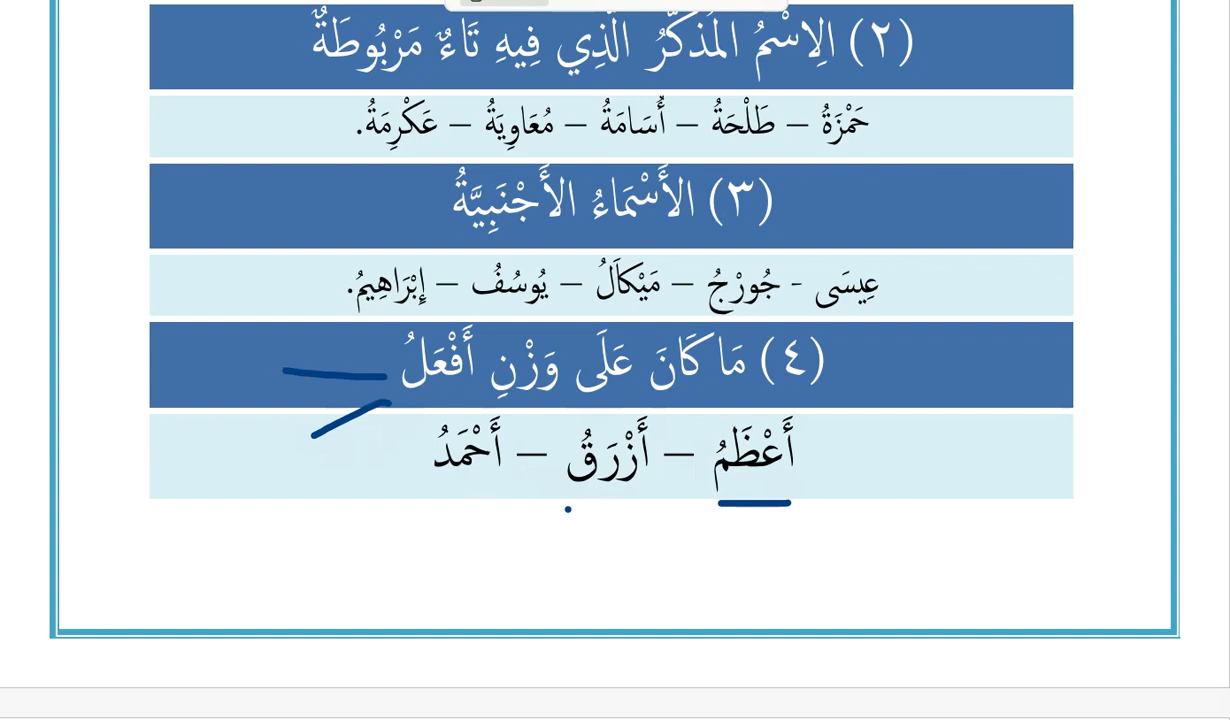 (٢) الِاسْمُ المُذَكَّرُ الَّذِي فِيهِ تَاءٌ مَرْبُوطَةٌ
حَمْزَةُ – طَلْحَةُ – أُسَامَةُ – مُعَاوِيَةُ – عَكْرِمَةُ.
(٣) الأَسْمَاءُ الأَجْنَبِيَّةُ
عِيسَى - جُورْجُ – مَيْكَالُ – يُوسُفُ – إِبْرَاهِيمُ.
(٤) مَا كَانَ عَلَى وَزْنِ أَفْعَلُ
أَعْظَمُ – أَزْرَقُ – أَحْمَدُ